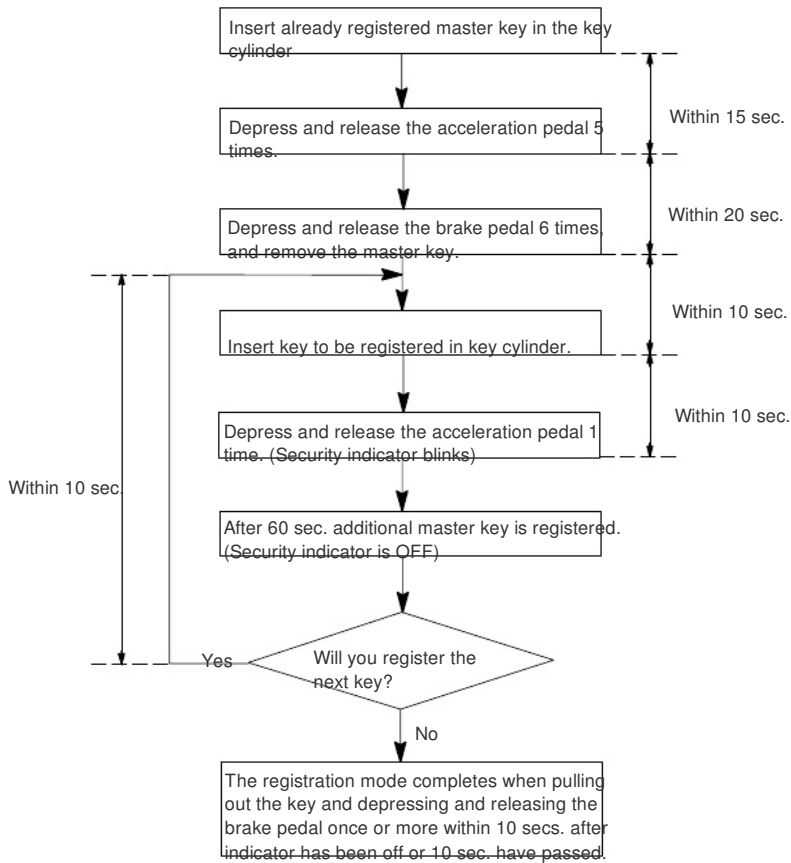 Insert already registered master key in the key
cylinder
Within 15 sec.
Depress and release the acceleration pedal 5
times.
Within 20 sec.
Depress and release the brake pedal 6 times,
and remove the master key.
Within 10 sec.
Insert key to be registered in key cylinder.
Within 10 sec.
Depress and release the acceleration pedal 1
time. (Security indicator blinks)
Within 10 sec.
After 60 sec. additional master key is registered.
(Security indicator is OFF)
Yes
Will you register the
next key?
No
The registration mode completes when pulling
out the key and depressing and releasing the
brake pedal once or more within 10 secs. after
indicator has been off or 10 sec. have passed.